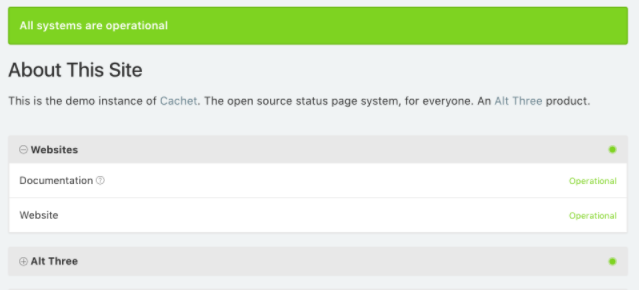 All systems are operational
About This Site
This is the demo instance of Cachet. The open source status page system, for everyone. An Alt Three product.
Websites
Documentation
Operational
Website
Operational
Alt Three